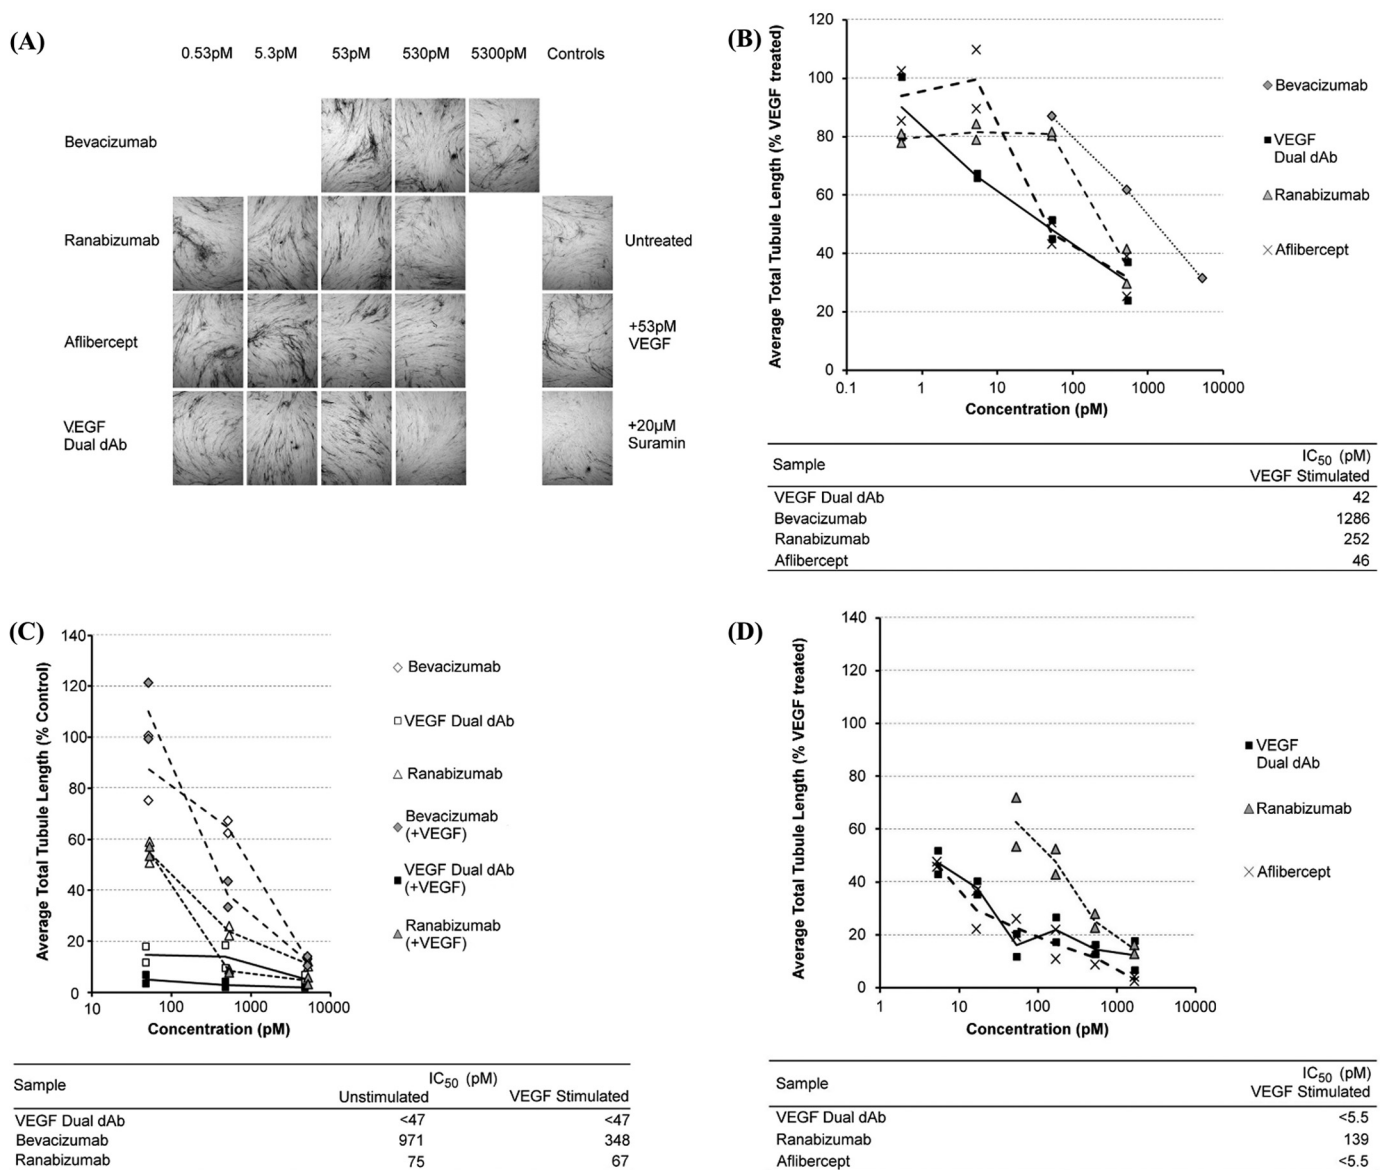 (A)
0.53pM 5.3pM 53pM 530pM 5300pM Controls
Bevacizumab
Ranabizumab
Untreated
Aflibercept
+53pM
VEGF
VEGF
Dual dAb
+20µM
Suramin
(B)
Average Total Tubule Length (% VEGF treated)
120
100
80
60
40
20
0
0.1 1 10 100 1000 10000
Concentration (pM)
Bevacizumab
VEGF
Dual dAb
Ranabizumab
Aflibercept
Sample IC50 (pM)
VEGF Stimulated
VEGF Dual dAb 42
Bevacizumab 1286
Ranabizumab 252
Aflibercept 46
(C)
Average Total Tubule Length (% Control)
140
120
100
80
60
40
20
0
10 100 1000 10000
Concentration (pM)
Bevacizumab
VEGF Dual dAb
Ranabizumab
Bevacizumab
(+VEGF)
VEGF Dual dAb
(+VEGF)
Ranabizumab
(+VEGF)
Sample IC50 (pM)
Unstimulated VEGF Stimulated
VEGF Dual dAb <47 <47
Bevacizumab 971 348
Ranabizumab 75 67
(D)
Average Total Tubule Length (% VEGF treated)
140
120
100
80
60
40
20
0
1 10 100 1000 10000
Concentration (pM)
VEGF
Dual dAb
Ranabizumab
Aflibercept
Sample IC50 (pM)
VEGF Stimulated
VEGF Dual dAb <5.5
Ranabizumab 139
Aflibercept <5.5